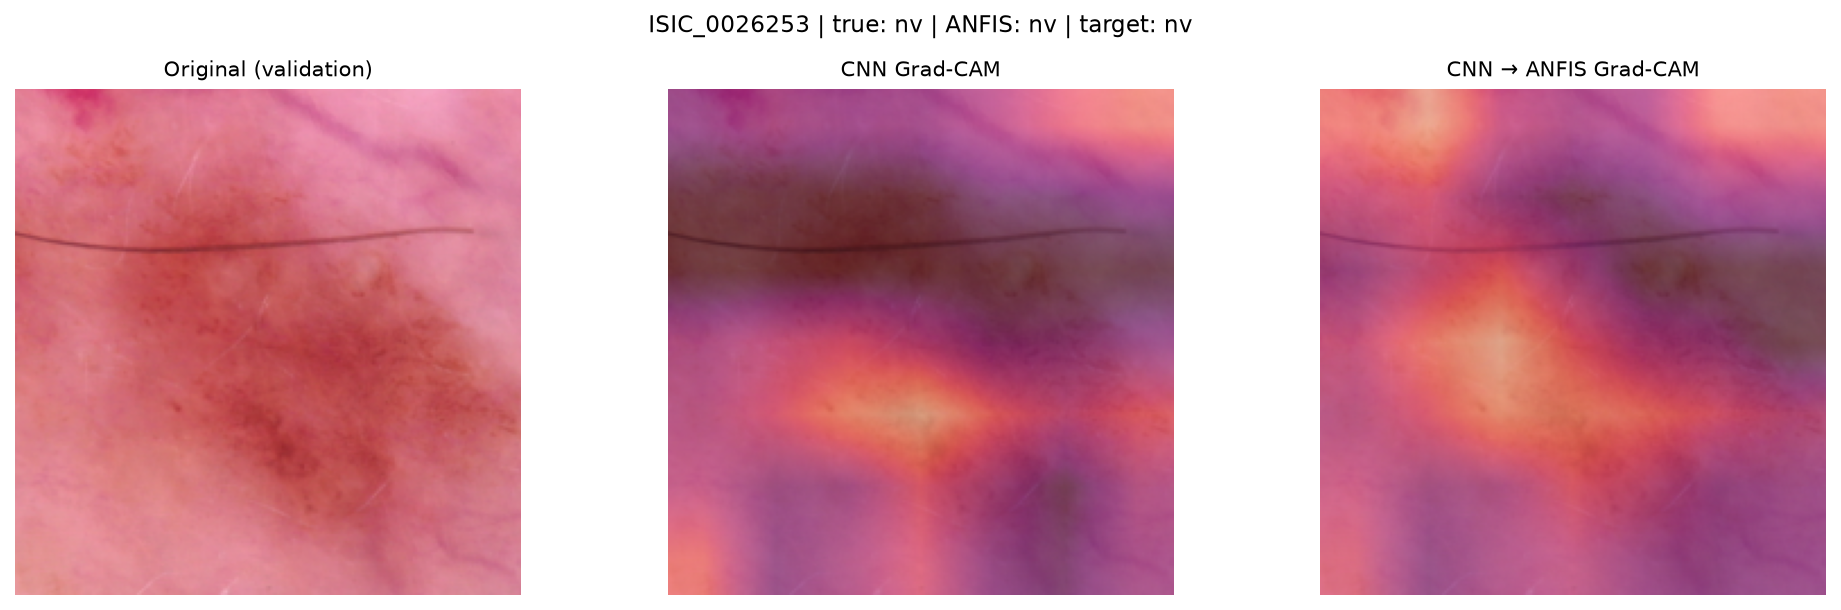 ISIC_0026253 | true: nv | ANFIS: nv | target: nv
Original (validation)
CNN Grad-CAM
CNN → ANFIS Grad-CAM